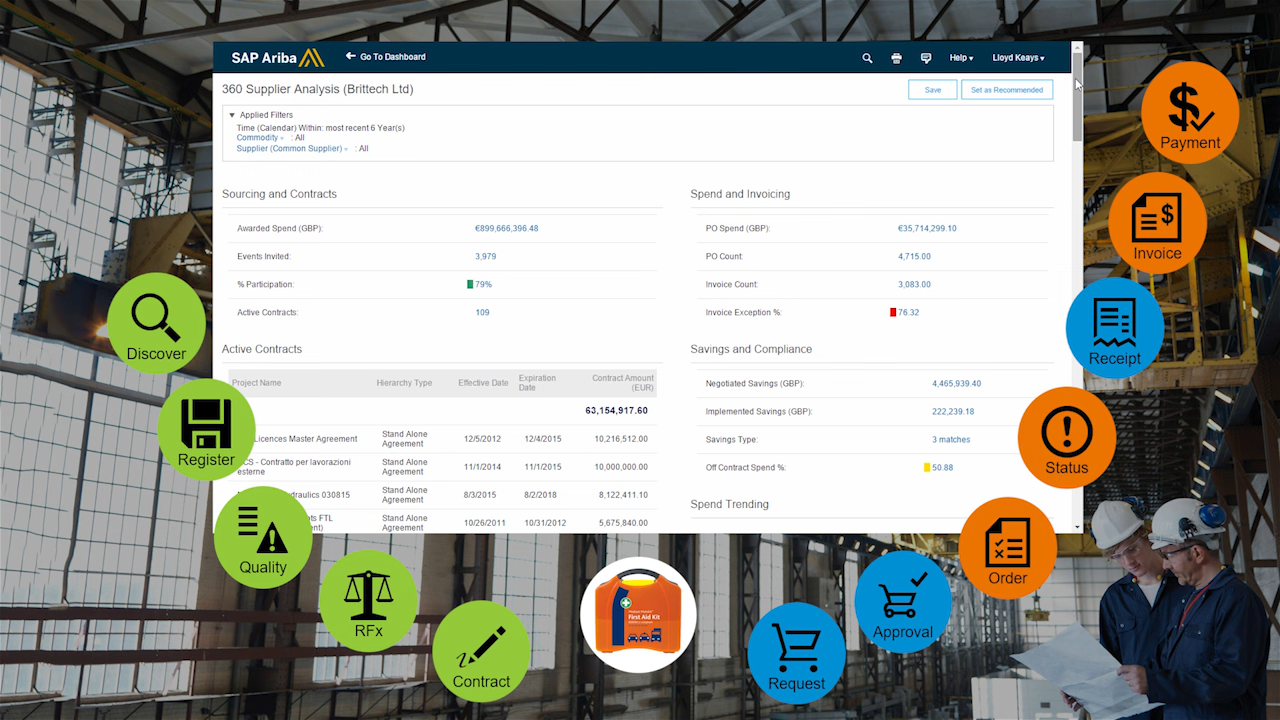 SAP Ariba
Go To Dashboard
Help
Lloyd Keays
360 Supplier Analysis (Brittech Ltd)
Save
Set as Recommended
Applied Filters
Time (Calendar) Within: most recent 6 Year(s)
Commodity : All
Supplier (Common Supplier) : All
Sourcing and Contracts
Awarded Spend (GBP): €899,666,396.48
Events Invited: 3,979
% Participation: 79%
Active Contracts: 109
Active Contracts
Project Name Hierarchy Type Effective Date Expiration Date Contract Amount (EUR)
63,154,917.60
Licences Master Agreement Stand Alone Agreement 12/5/2012 12/4/2015 10,216,512.00
CS - Contratto per lavorazioni esterne Stand Alone Agreement 11/1/2014 11/1/2015 10,000,000.00
draulics 030815 Stand Alone Agreement 8/3/2015 8/2/2018 8,122,411.10
ts FTL Stand Alone Agreement 10/26/2011 10/31/2012 5,675,840.00
Spend and Invoicing
PO Spend (GBP): €35,714,299.10
PO Count: 4,715.00
Invoice Count: 3,083.00
Invoice Exception %: 76.32
Savings and Compliance
Negotiated Savings (GBP): 4,465,939.40
Implemented Savings (GBP): 222,239.18
Savings Type: 3 matches
Off Contract Spend %: 50.88
Spend Trending
Discover
Register
Quality
RFx
Contract
First Aid Kit
Request
Approval
Order
Status
Receipt
Invoice
$
Payment